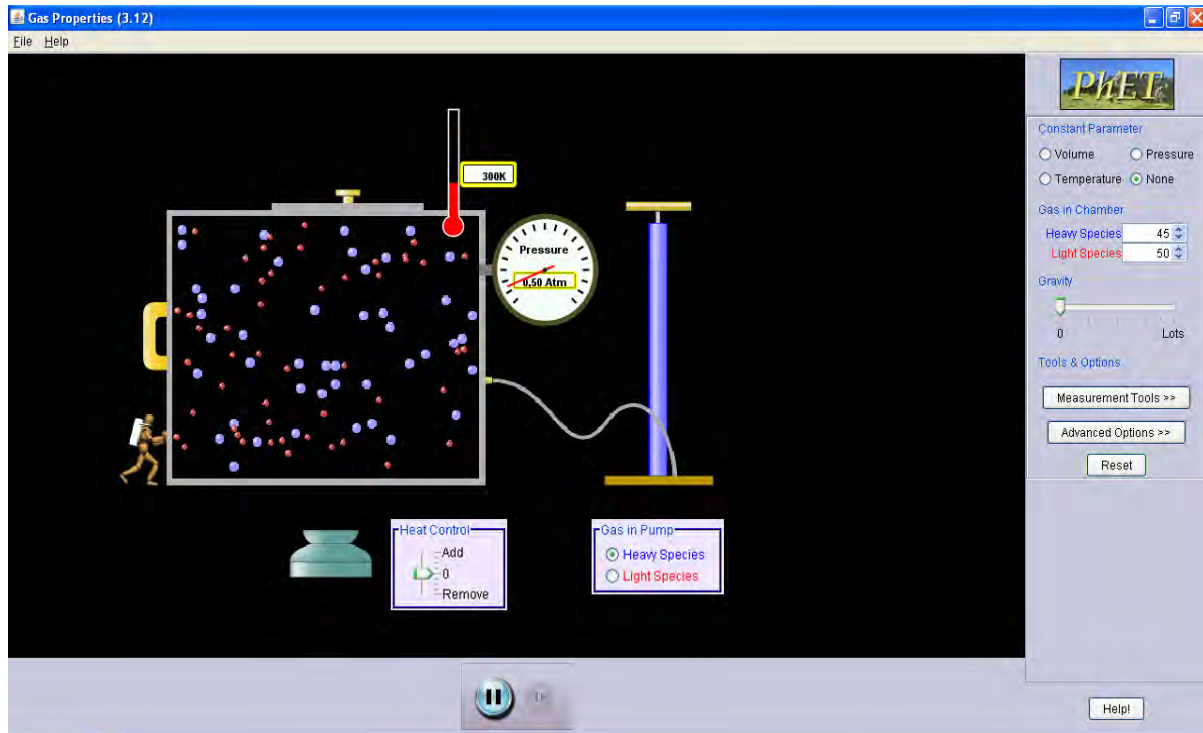 Gas Properties (3.12)
File Help
PhET
Constant Parameter
Volume Pressure
Temperature None
Gas in Chamber
Heavy Species 45
Light Species 50
Gravity
0 Lots
Tools & Options
Measurement Tools >>
Advanced Options >>
Reset
300K
Pressure
0,50 Atm
Heat Control
Add
0
Remove
Gas in Pump
Heavy Species
Light Species
Help!